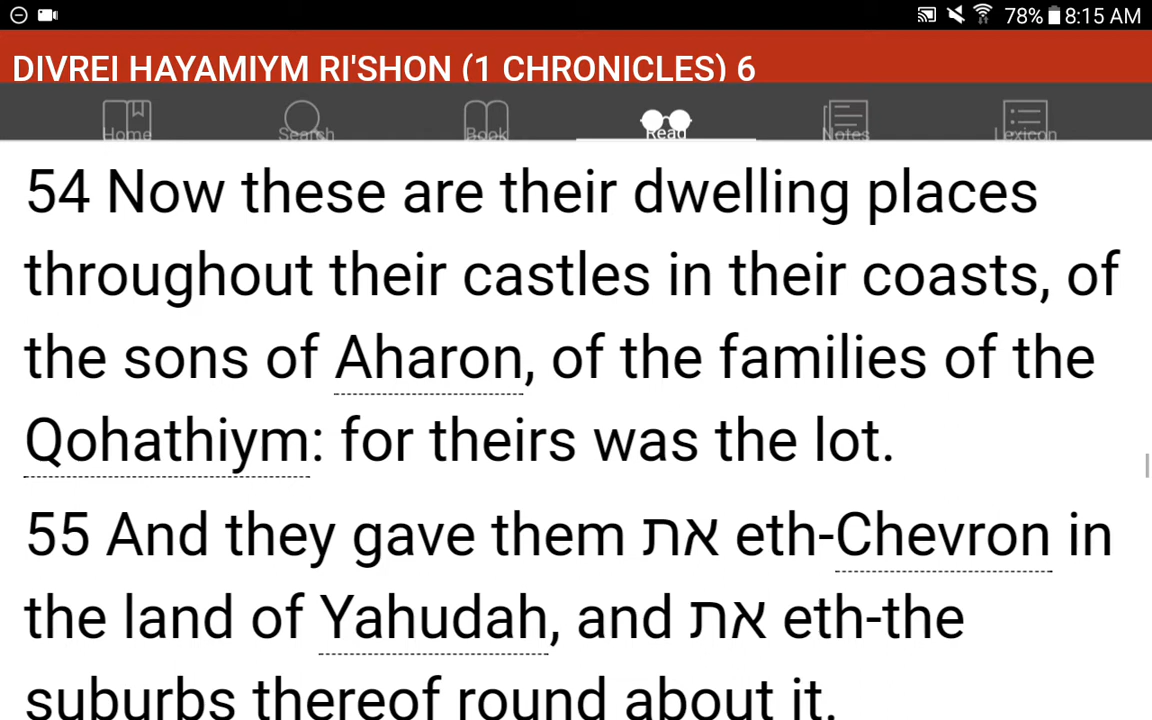 78% 8:15 AM
DIVREI HAYAMIYM RI'SHON (1 CHRONICLES) 6
Home Search Book Read Notes Lexicon
54 Now these are their dwelling places
throughout their castles in their coasts, of
the sons of Aharon, of the families of the
Qohathiym: for theirs was the lot.
55 And they gave them את eth-Chevron in
the land of Yahudah, and את eth-the
suburbs thereof round about it.